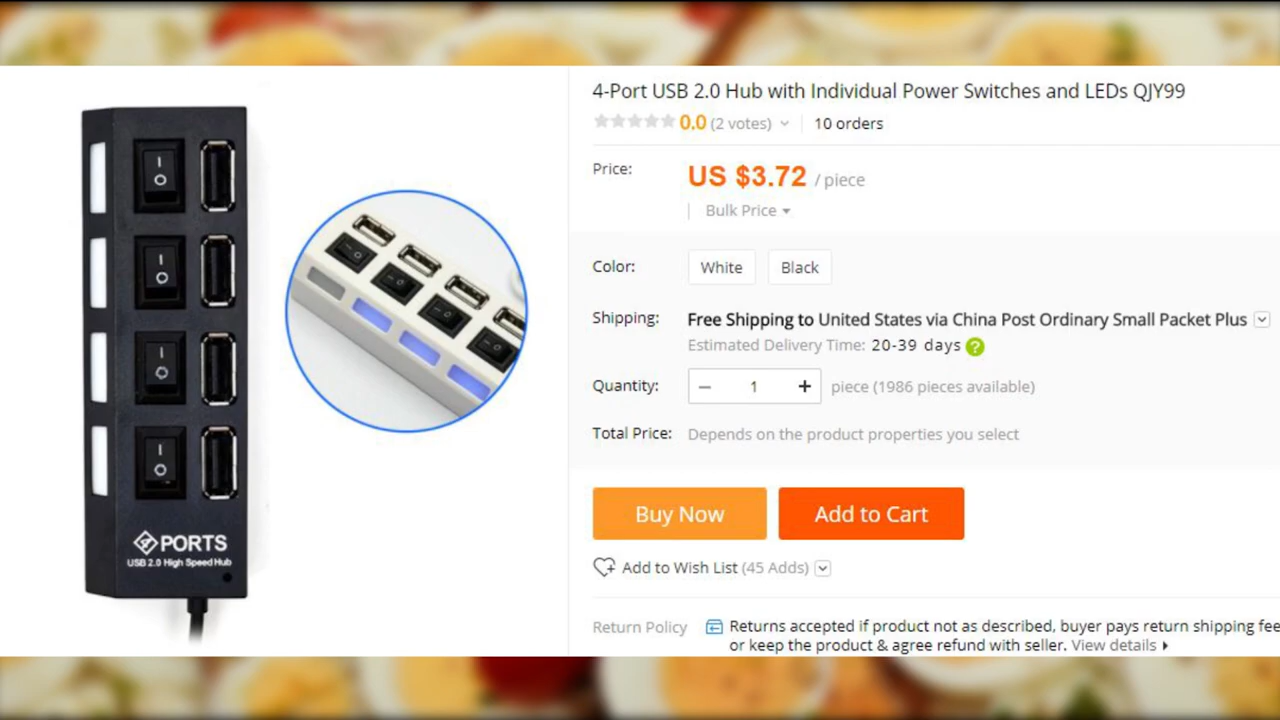 4-Port USB 2.0 Hub with Individual Power Switches and LEDs QJY99
0.0 (2 votes) 10 orders
Price: US $3.72 / piece
Bulk Price
Color: White Black
Shipping: Free Shipping to United States via China Post Ordinary Small Packet Plus
Estimated Delivery Time: 20-39 days ?
Quantity: − 1 + piece (1986 pieces available)
Total Price: Depends on the product properties you select
Buy Now Add to Cart
Add to Wish List (45 Adds)
Return Policy Returns accepted if product not as described, buyer pays return shipping fee
or keep the product & agree refund with seller. View details
PORTS
USB 2.0 High Speed Hub